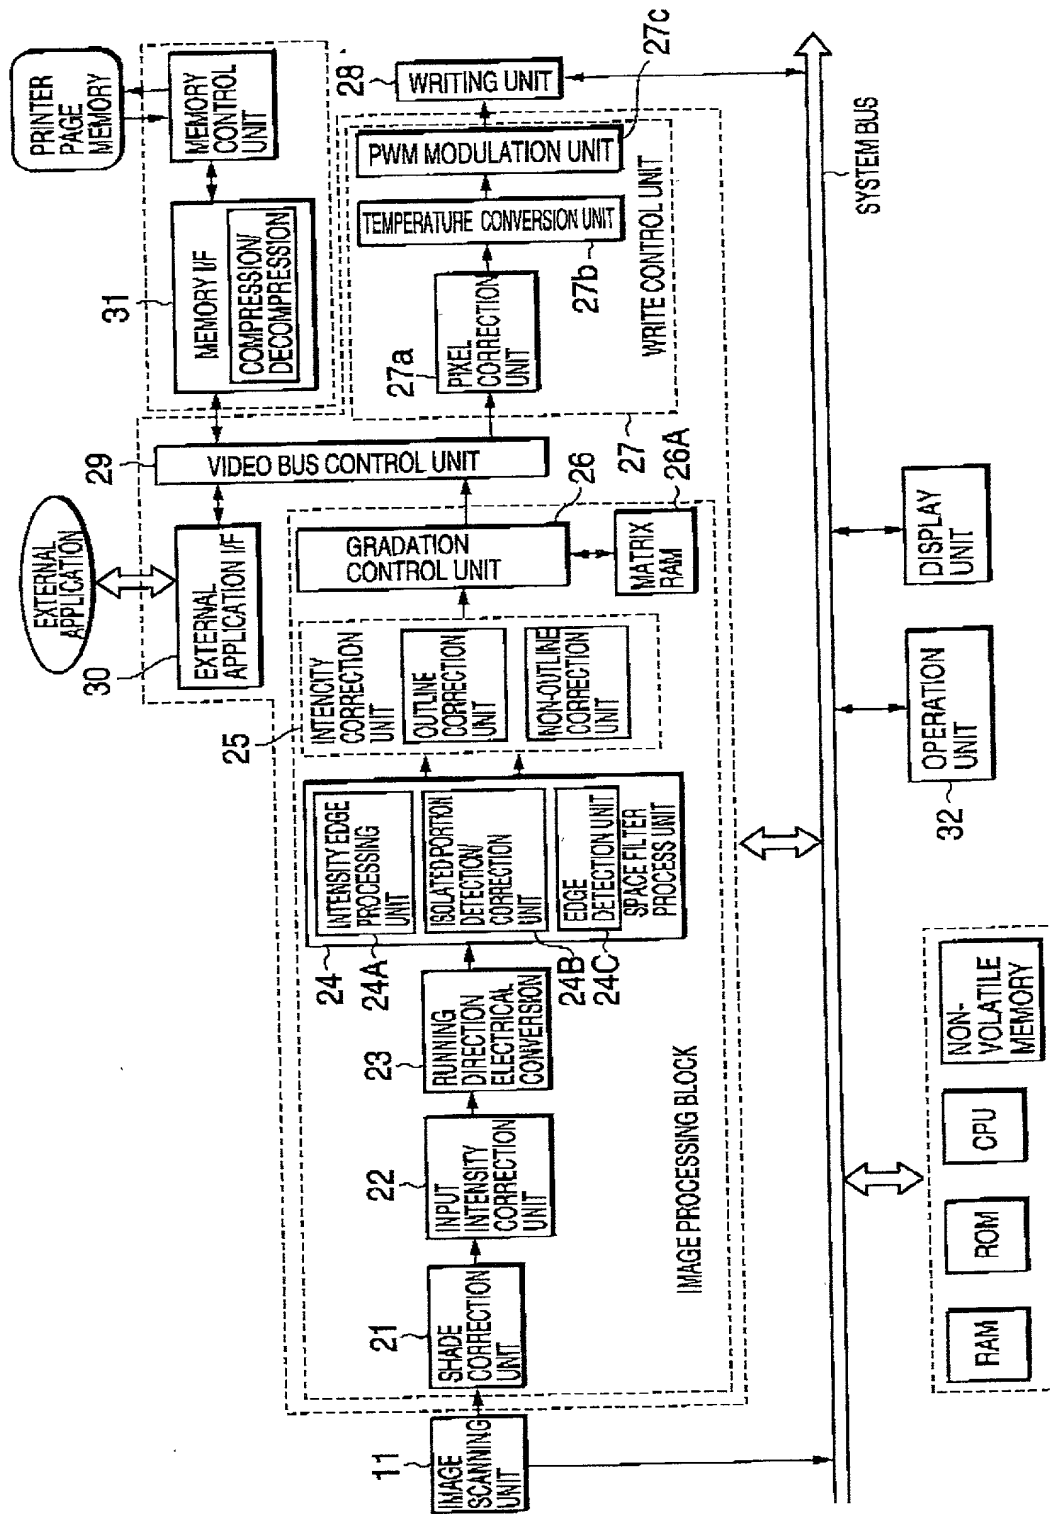 EXTERNAL
APPLICATION
PRINTER
PAGE
MEMORY
30
EXTERNAL
APPLICATION I/F
29
VIDEO BUS CONTROL UNIT
31
MEMORY I/F
COMPRESSION/
DECOMPRESSION
MEMORY
CONTROL
UNIT
11
IMAGE
SCANNING
UNIT
21
SHADE
CORRECTION
UNIT
22
INPUT
INTENSITY
CORRECTION
UNIT
23
RUNNING
DIRECTION
ELECTRICAL
CONVERSION
24
24A
INTENSITY EDGE
PROCESSING
UNIT
24B
ISOLATED PORTION
DETECTION/
CORRECTION
UNIT
24C
EDGE
DETECTION UNIT
SPACE FILTER
PROCESS UNIT
25
INTENCITY
CORRECTION
UNIT
OUTLINE
CORRECTION
UNIT
NON-OUTLINE
CORRECTION
UNIT
GRADATION
CONTROL UNIT
26
MATRIX
RAM
26A
IMAGE PROCESSING BLOCK
27
27a
PIXEL
CORRECTION
UNIT
TEMPERATURE CONVERSION UNIT
27b
PWM MODULATION UNIT
27c
WRITE CONTROL UNIT
28
WRITING UNIT
SYSTEM BUS
RAM
ROM
CPU
NON-
VOLATILE
MEMORY
32
OPERATION
UNIT
DISPLAY
UNIT